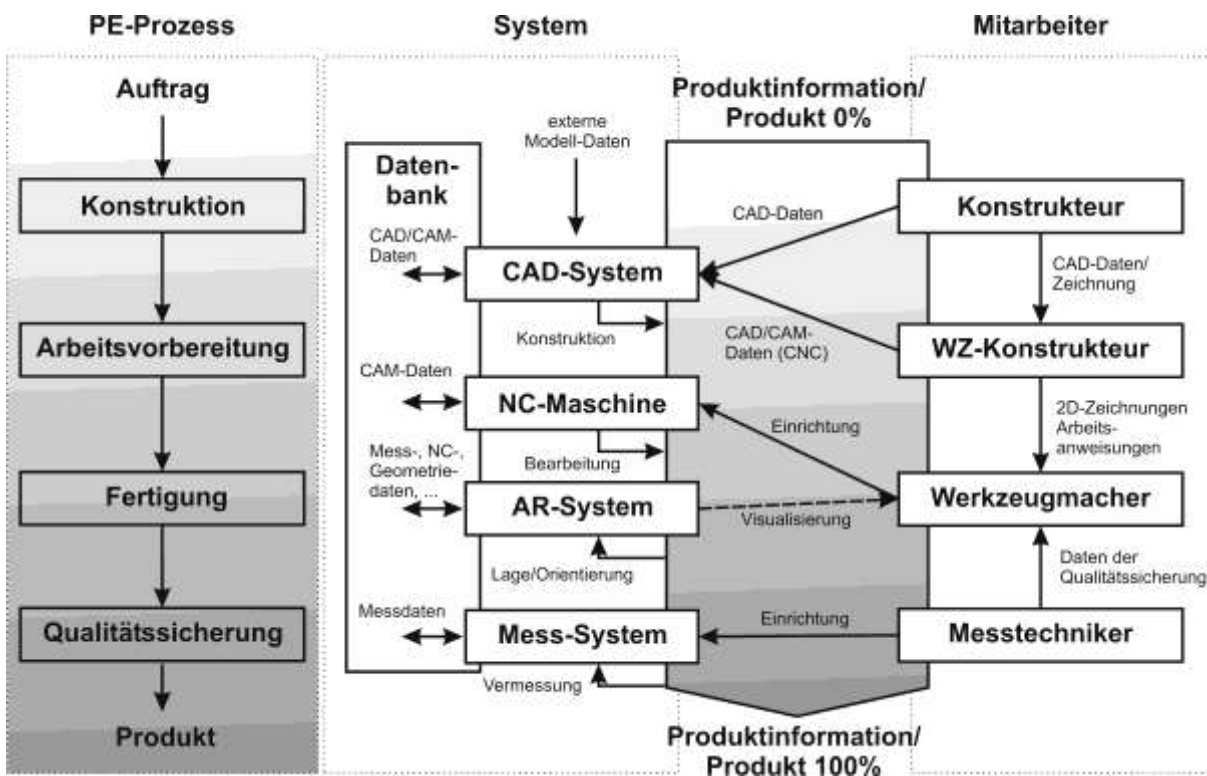 PE-Prozess
System
Mitarbeiter
Auftrag
Konstruktion
Arbeitsvorbereitung
Fertigung
Qualitätssicherung
Produkt
Daten-
bank
externe
Modell-Daten
CAD/CAM-
Daten
CAD-System
Konstruktion
CAM-Daten
NC-Maschine
Bearbeitung
Mess-, NC-,
Geometrie-
daten, ...
AR-System
Lage/Orientierung
Messdaten
Mess-System
Vermessung
Produktinformation/
Produkt 0%
CAD-Daten
CAD/CAM-
Daten (CNC)
Einrichtung
Visualisierung
Einrichtung
Produktinformation/
Produkt 100%
Konstrukteur
CAD-Daten/
Zeichnung
WZ-Konstrukteur
2D-Zeichnungen
Arbeits-
anweisungen
Werkzeugmacher
Daten der
Qualitätssicherung
Messtechniker